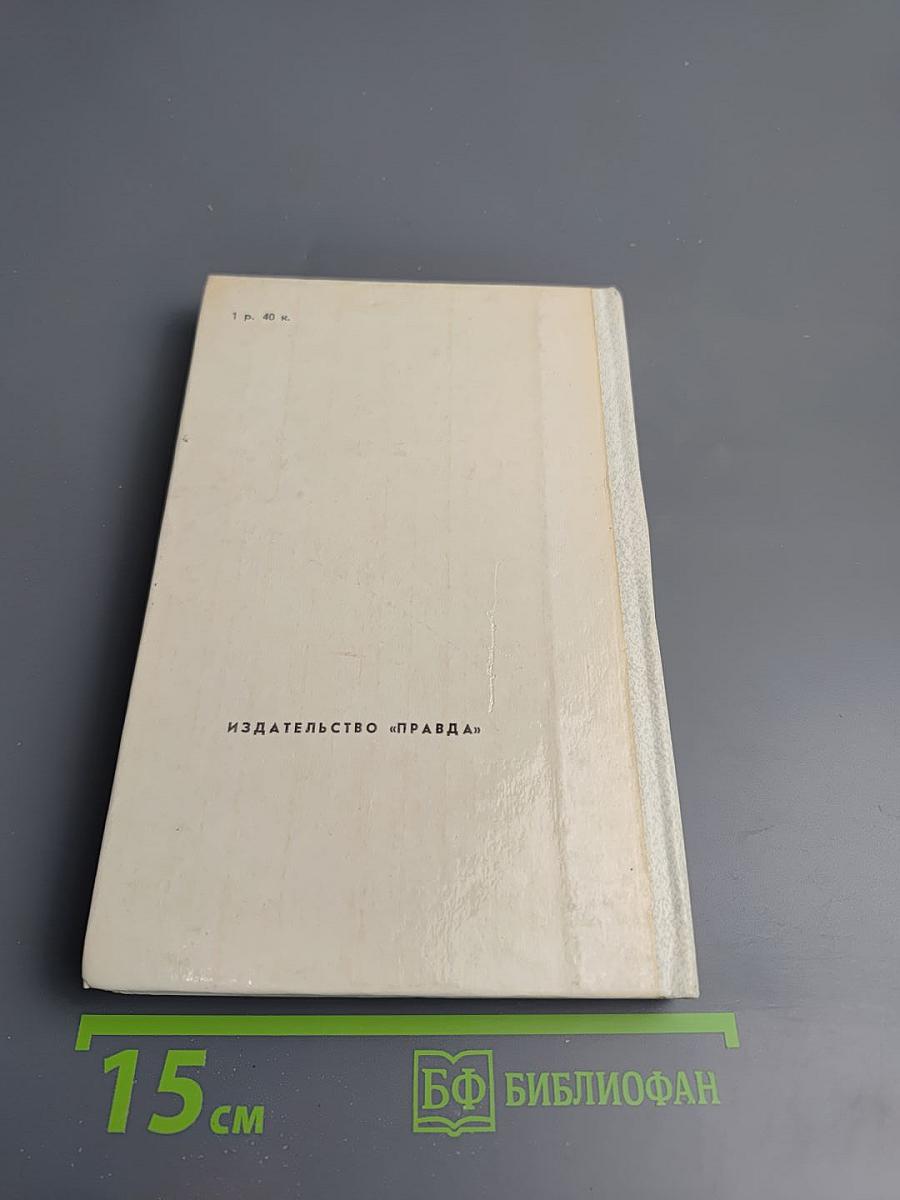 1 р. 40 к.
ИЗДАТЕЛЬСТВО «ПРАВДА»
15 см
БФ БИБЛИОФАН